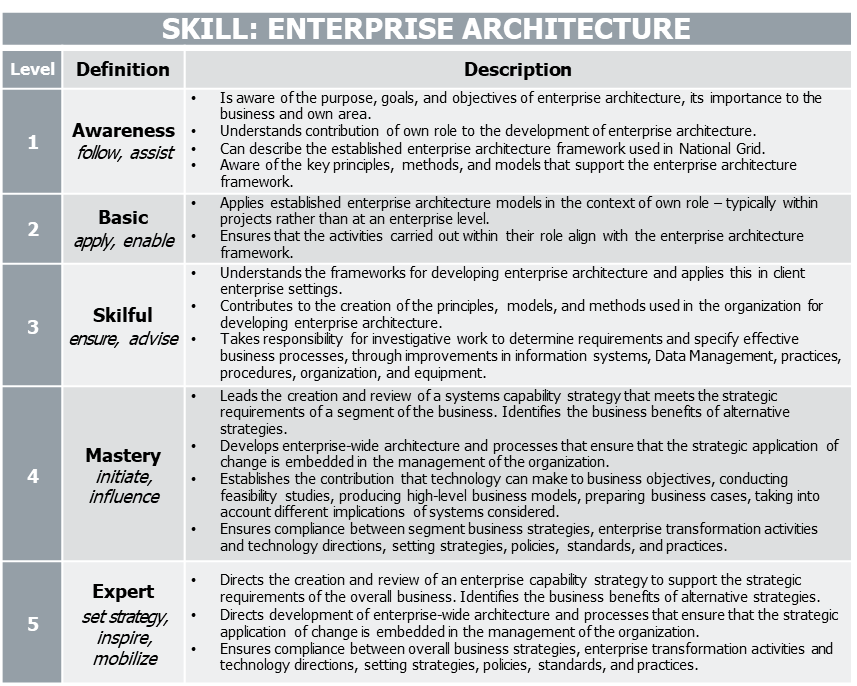 SKILL: ENTERPRISE ARCHITECTURE
Level Definition Description
1
Awareness
follow, assist
• Is aware of the purpose, goals, and objectives of enterprise architecture, its importance to the
business and own area.
• Understands contribution of own role to the development of enterprise architecture.
• Can describe the established enterprise architecture framework used in National Grid.
• Aware of the key principles, methods, and models that support the enterprise architecture
framework.
2
Basic
apply, enable
• Applies established enterprise architecture models in the context of own role – typically within
projects rather than at an enterprise level.
• Ensures that the activities carried out within their role align with the enterprise architecture
framework.
3
Skilful
ensure, advise
• Understands the frameworks for developing enterprise architecture and applies this in client
enterprise settings.
• Contributes to the creation of the principles, models, and methods used in the organization for
developing enterprise architecture.
• Takes responsibility for investigative work to determine requirements and specify effective
business processes, through improvements in information systems, Data Management, practices,
procedures, organization, and equipment.
4
Mastery
initiate,
influence
• Leads the creation and review of a systems capability strategy that meets the strategic
requirements of a segment of the business. Identifies the business benefits of alternative
strategies.
• Develops enterprise-wide architecture and processes that ensure that the strategic application of
change is embedded in the management of the organization.
• Establishes the contribution that technology can make to business objectives, conducting
feasibility studies, producing high-level business models, preparing business cases, taking into
account different implications of systems considered.
• Ensures compliance between segment business strategies, enterprise transformation activities
and technology directions, setting strategies, policies, standards, and practices.
5
Expert
set strategy,
inspire,
mobilize
• Directs the creation and review of an enterprise capability strategy to support the strategic
requirements of the overall business. Identifies the business benefits of alternative strategies.
• Directs development of enterprise-wide architecture and processes that ensure that the strategic
application of change is embedded in the management of the organization.
• Ensures compliance between overall business strategies, enterprise transformation activities and
technology directions, setting strategies, policies, standards, and practices.